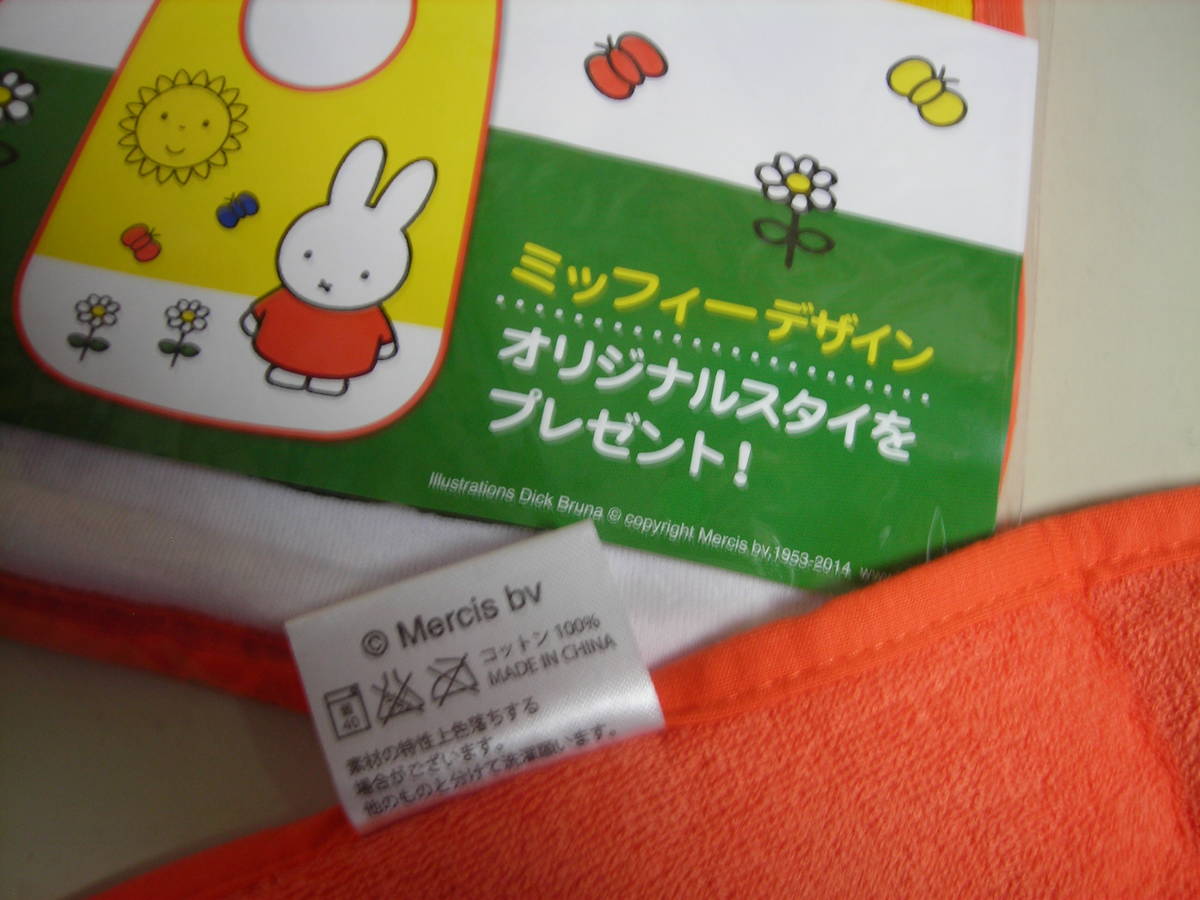 ミッフィーデザイン
オリジナルスタイを
プレゼント!
Illustrations Dick Bruna © copyright Mercis bv,1953-2014 www.
© Mercis bv
コットン 100%
MADE IN CHINA
40
素材の特性上色落ちする
場合がございます。
他のものと分けて洗濯願います。